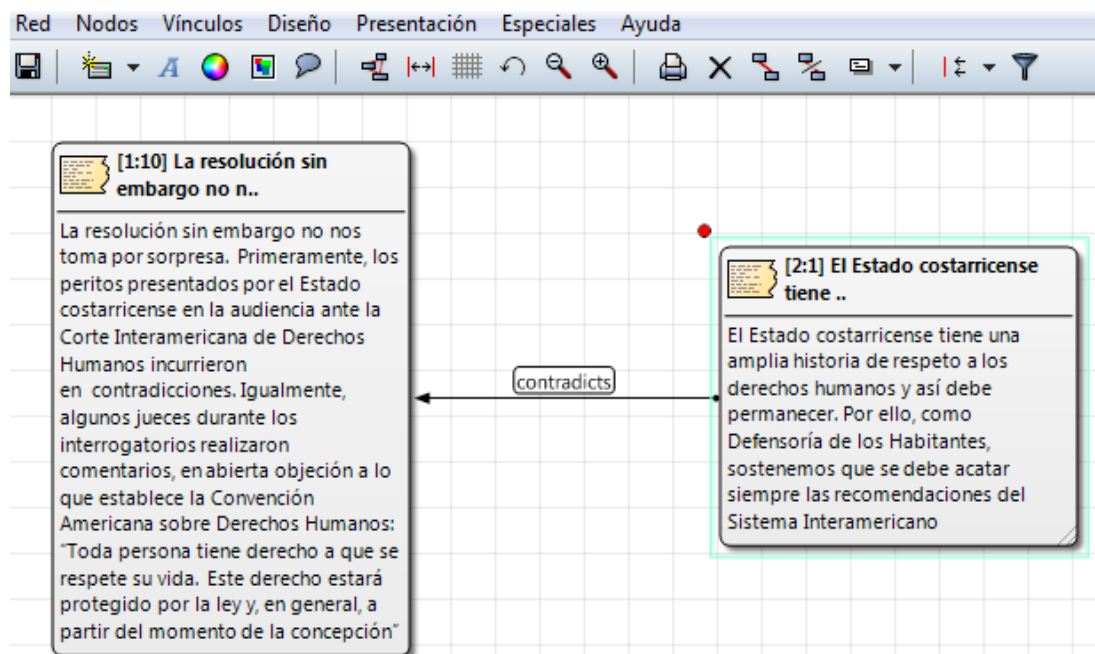 Red Nodos Vínculos Diseño Presentación Especiales Ayuda
[1:10] La resolución sin
embargo no n..
La resolución sin embargo no nos
toma por sorpresa. Primeramente, los
peritos presentados por el Estado
costarricense en la audiencia ante la
Corte Interamericana de Derechos
Humanos incurrieron
en contradicciones. Igualmente,
algunos jueces durante los
interrogatorios realizaron
comentarios, en abierta objeción a lo
que establece la Convención
Americana sobre Derechos Humanos:
“Toda persona tiene derecho a que se
respete su vida. Este derecho estará
protegido por la ley y, en general, a
partir del momento de la concepción”
contradicts
[2:1] El Estado costarricense
tiene ..
El Estado costarricense tiene una
amplia historia de respeto a los
derechos humanos y así debe
permanecer. Por ello, como
Defensoría de los Habitantes,
sostenemos que se debe acatar
siempre las recomendaciones del
Sistema Interamericano